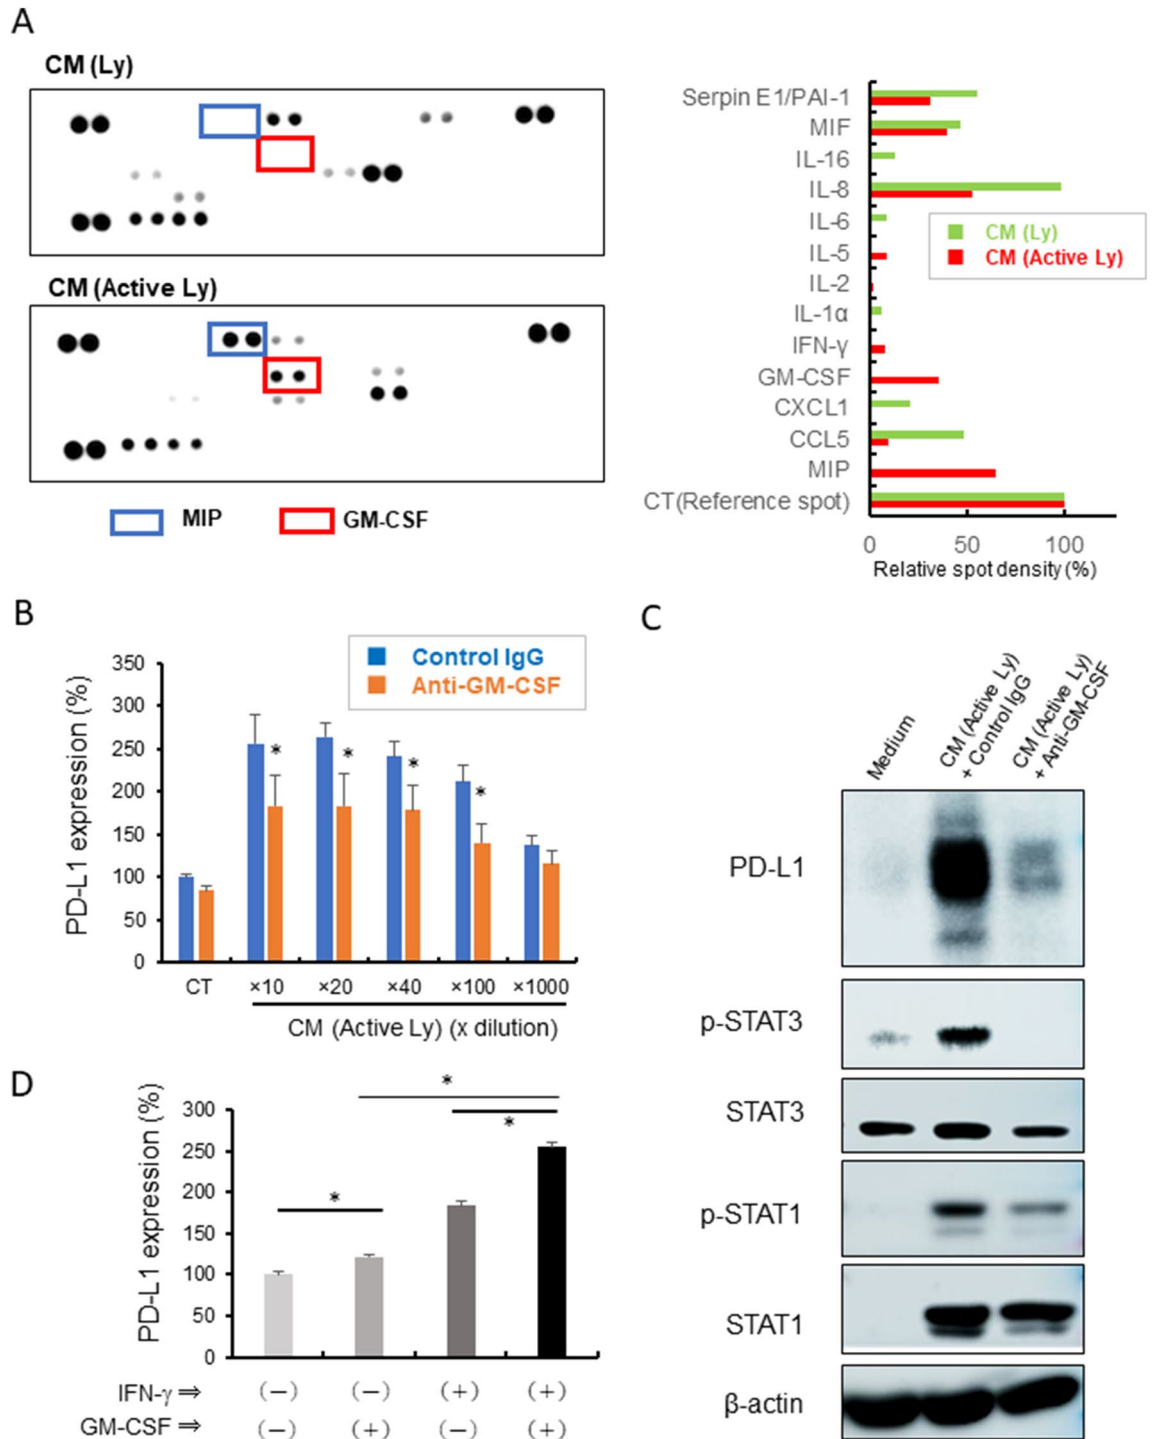 A
CM (Ly)
CM (Active Ly)
MIP
GM-CSF
Serpin E1/PAI-1
MIF
IL-16
IL-8
IL-6
IL-5
IL-2
IL-1α
IFN-γ
GM-CSF
CXCL1
CCL5
MIP
CT(Reference spot)
CM (Ly)
CM (Active Ly)
0 50 100
Relative spot density (%)
B
Control IgG
Anti-GM-CSF
PD-L1 expression (%)
350
300
250
200
150
100
50
0
* * * *
CT ×10 ×20 ×40 ×100 ×1000
CM (Active Ly) (x dilution)
C
Medium
CM (Active Ly)
+ Control IgG
CM (Active Ly)
+ Anti-GM-CSF
PD-L1
p-STAT3
STAT3
p-STAT1
STAT1
β-actin
D
PD-L1 expression (%)
300
250
200
150
100
50
0
*
*
*
IFN-γ ⇒ (−) (−) (+) (+)
GM-CSF ⇒ (−) (+) (−) (+)